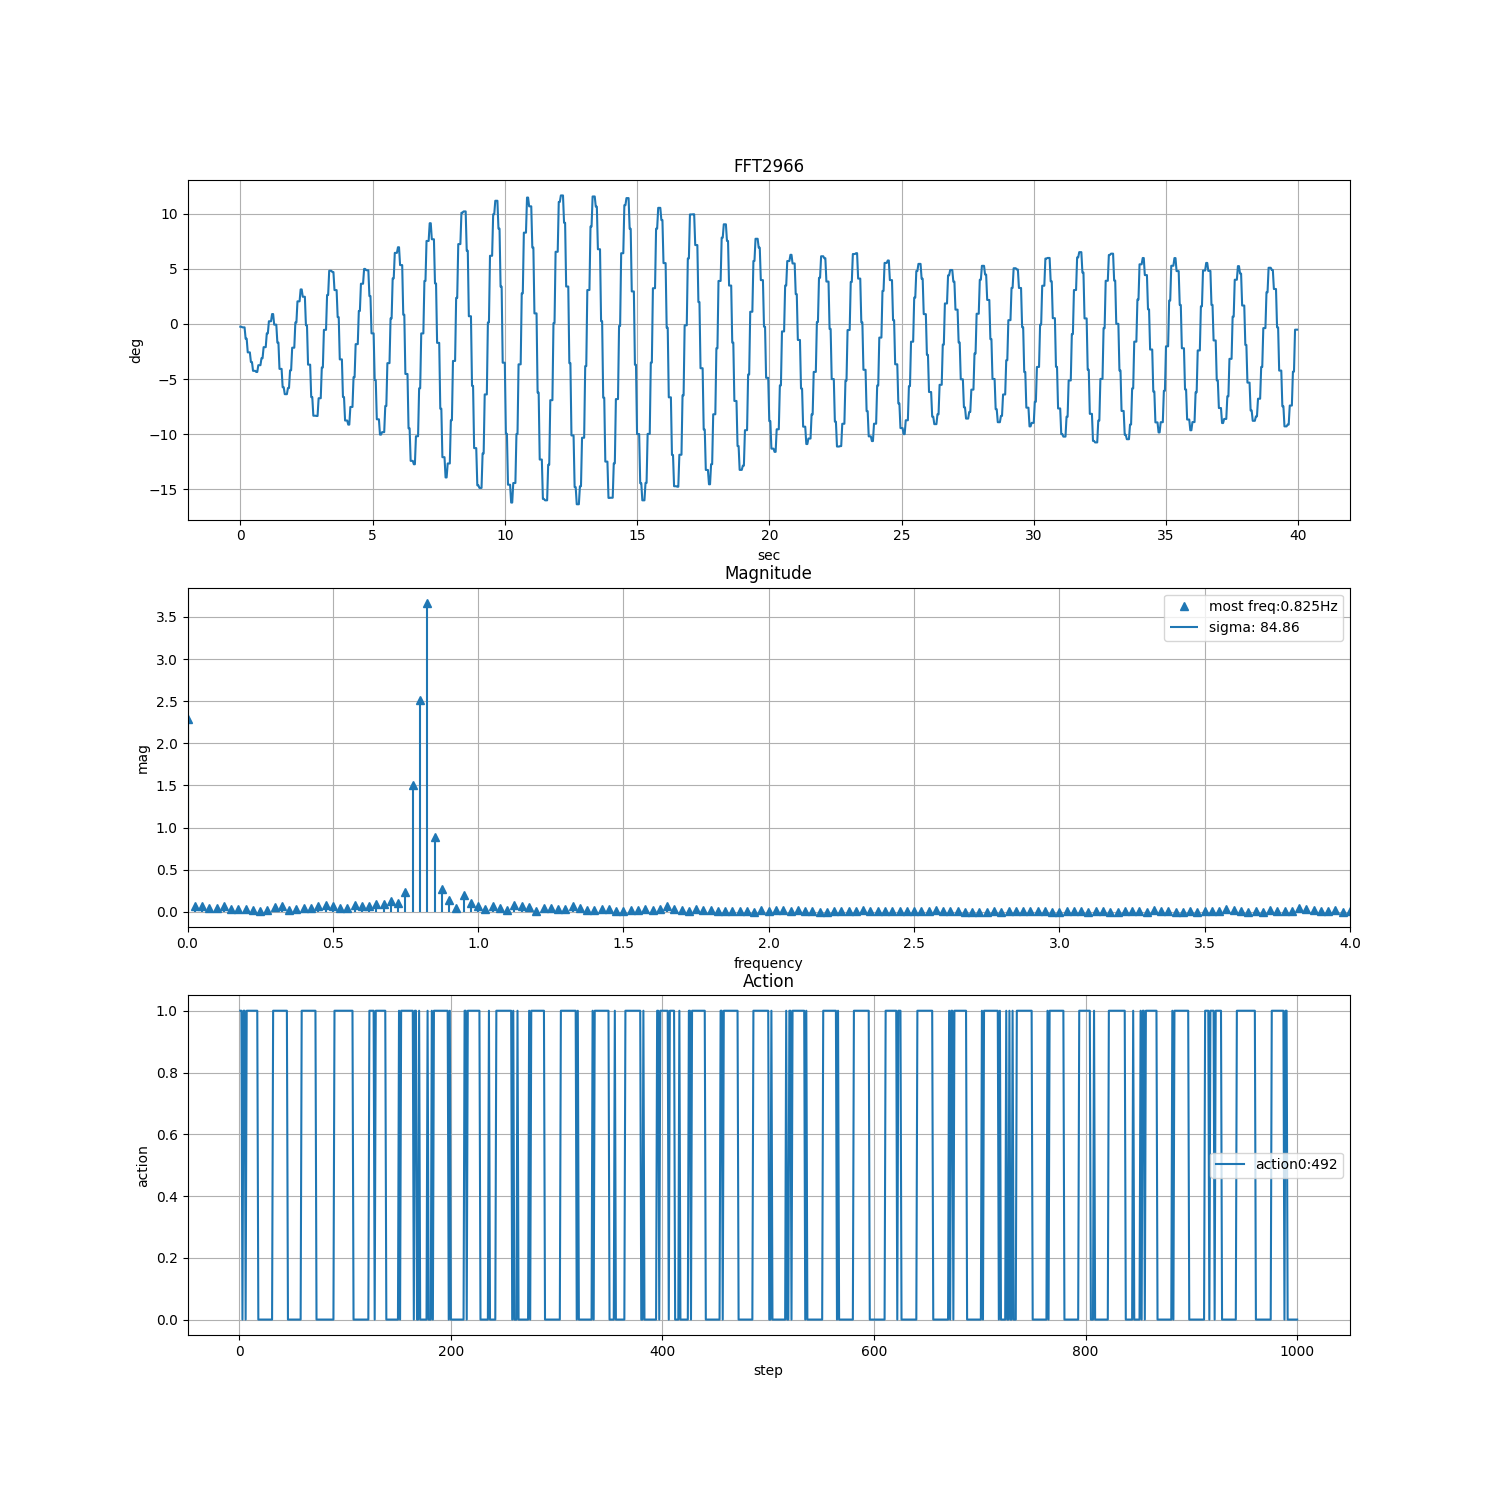 FFT2966
10
5
0
−5
−10
−15
deg
0 5 10 15 20 25 30 35 40
sec
Magnitude
3.5
3.0
2.5
2.0
1.5
1.0
0.5
0.0
mag
most freq:0.825Hz
sigma: 84.86
0.0 0.5 1.0 1.5 2.0 2.5 3.0 3.5 4.0
frequency
Action
1.0
0.8
0.6
0.4
0.2
0.0
action
action0:492
0 200 400 600 800 1000
step